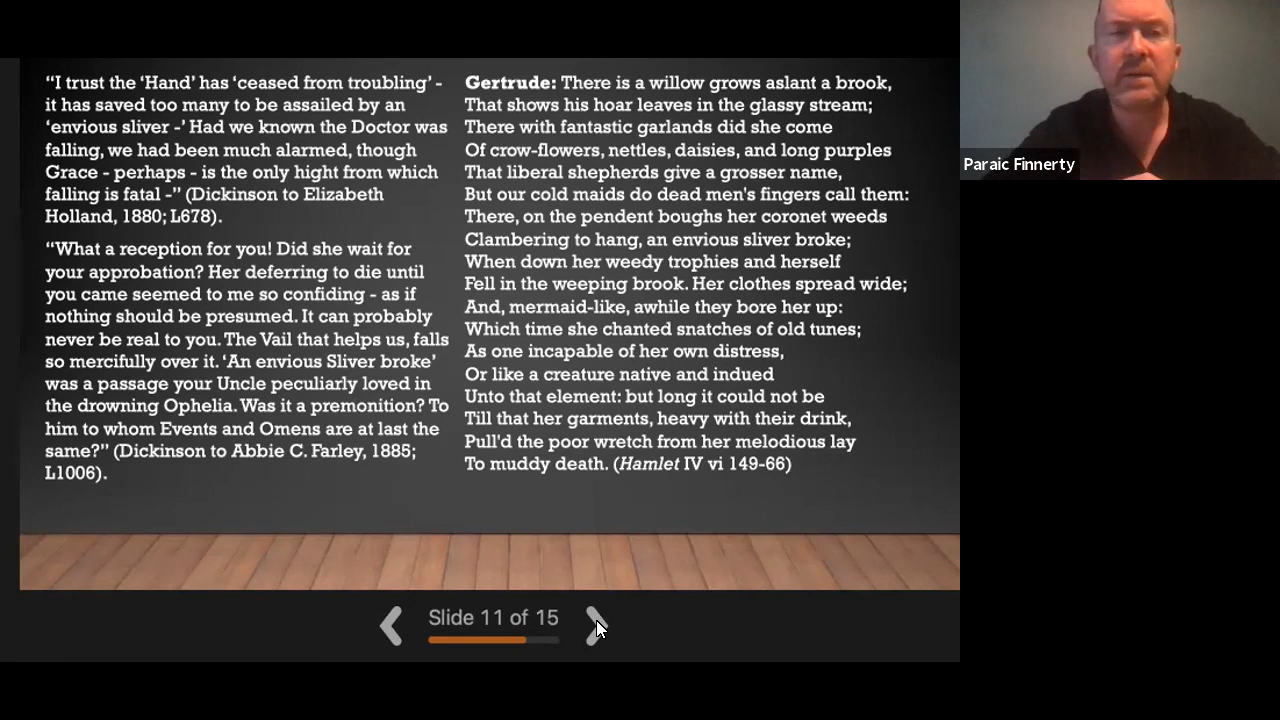 “I trust the ‘Hand’ has ‘ceased from troubling’ -
it has saved too many to be assailed by an
‘envious sliver -’ Had we known the Doctor was
falling, we had been much alarmed, though
Grace - perhaps - is the only hight from which
falling is fatal -” (Dickinson to Elizabeth
Holland, 1880; L678).
“What a reception for you! Did she wait for
your approbation? Her deferring to die until
you came seemed to me so confiding - as if
nothing should be presumed. It can probably
never be real to you. The Vail that helps us, falls
so mercifully over it. ‘An envious Sliver broke’
was a passage your Uncle peculiarly loved in
the drowning Ophelia. Was it a premonition? To
him to whom Events and Omens are at last the
same?” (Dickinson to Abbie C. Farley, 1885;
L1006).
Gertrude: There is a willow grows aslant a brook,
That shows his hoar leaves in the glassy stream;
There with fantastic garlands did she come
Of crow-flowers, nettles, daisies, and long purples
That liberal shepherds give a grosser name,
But our cold maids do dead men's fingers call them:
There, on the pendent boughs her coronet weeds
Clambering to hang, an envious sliver broke;
When down her weedy trophies and herself
Fell in the weeping brook. Her clothes spread wide;
And, mermaid-like, awhile they bore her up:
Which time she chanted snatches of old tunes;
As one incapable of her own distress,
Or like a creature native and indued
Unto that element: but long it could not be
Till that her garments, heavy with their drink,
Pull'd the poor wretch from her melodious lay
To muddy death. (Hamlet IV vi 149-66)
Paraic Finnerty
Slide 11 of 15